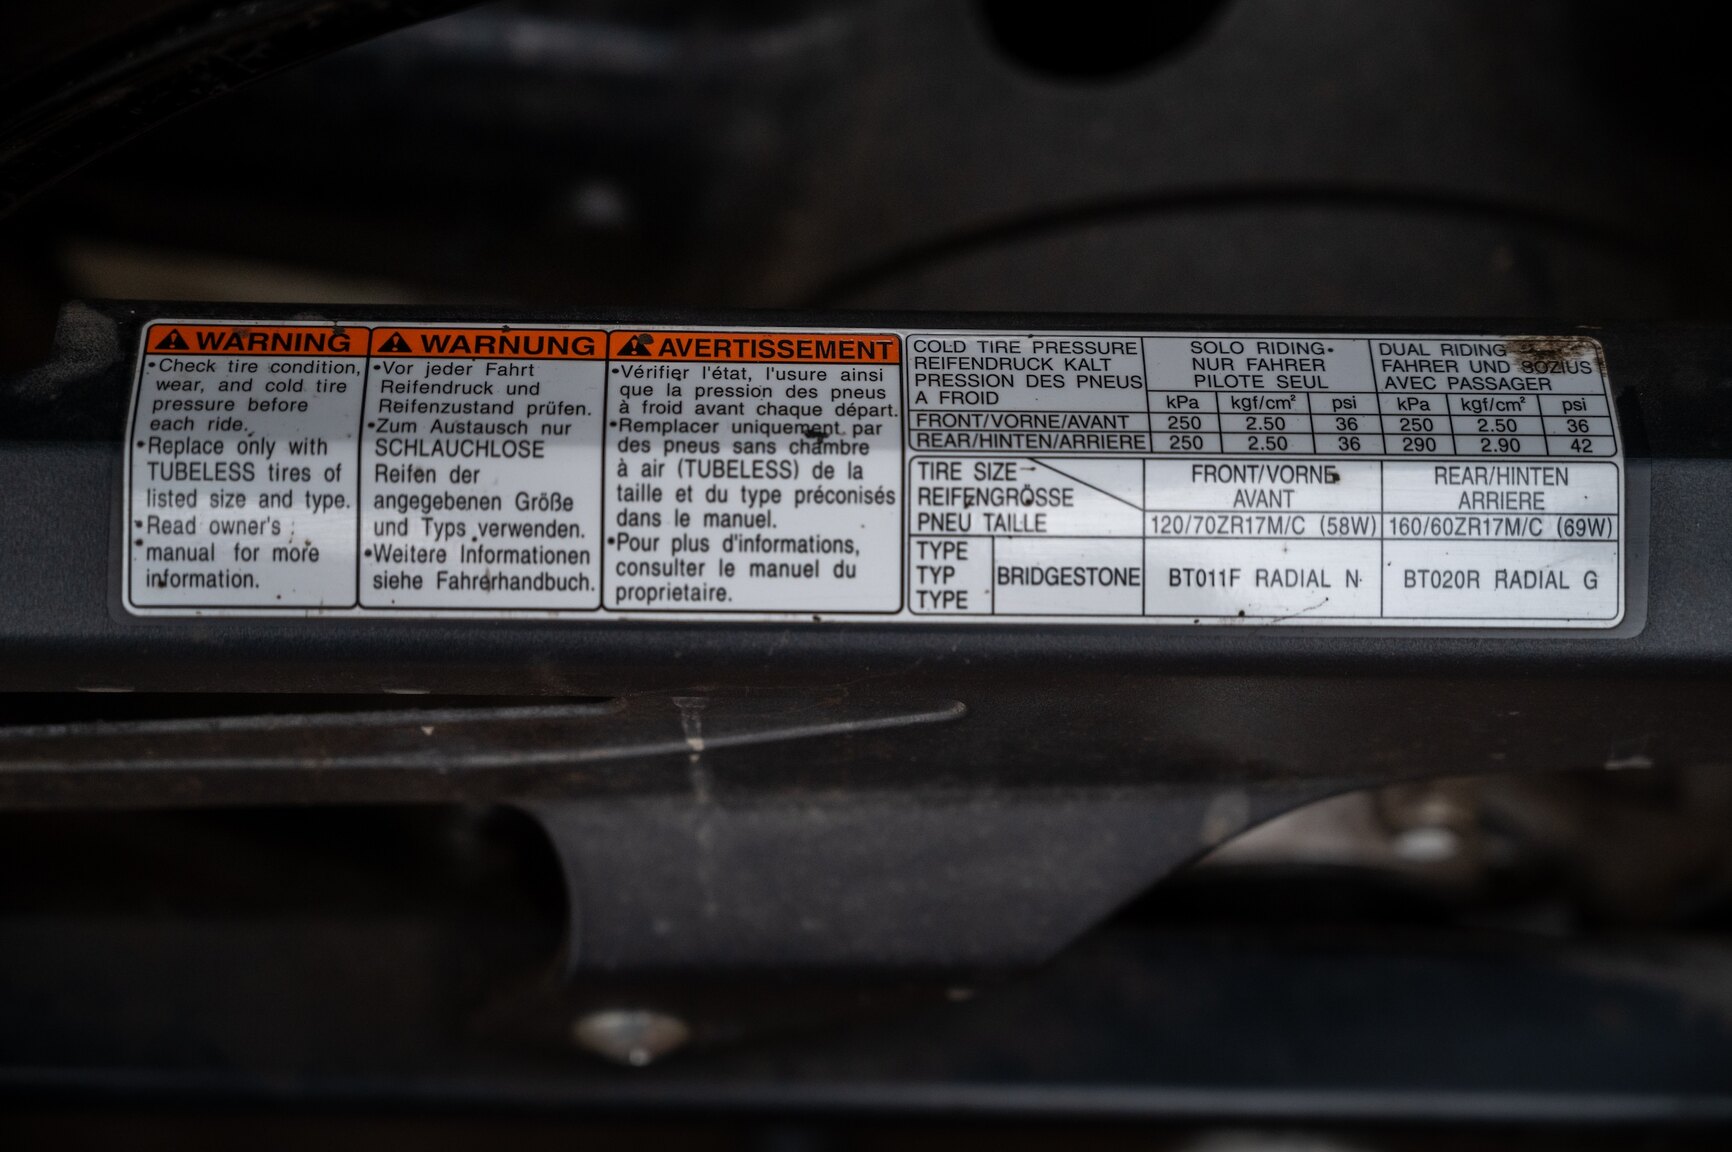 WARNING
•Check tire condition,
wear, and cold tire
pressure before
each ride.
•Replace only with
TUBELESS tires of
listed size and type.
•Read owner's
manual for more
information.
WARNUNG
•Vor jeder Fahrt
Reifendruck und
Reifenzustand prüfen.
•Zum Austausch nur
SCHLAUCHLOSE
Reifen der
angegebenen Größe
und Typs verwenden.
•Weitere Informationen
siehe Fahrerhandbuch.
AVERTISSEMENT
•Vérifier l'état, l'usure ainsi
que la pression des pneus
à froid avant chaque départ.
•Remplacer uniquement par
des pneus sans chambre
à air (TUBELESS) de la
taille et du type préconisés
dans le manuel.
•Pour plus d'informations,
consulter le manuel du
proprietaire.
COLD TIRE PRESSURE
REIFENDRUCK KALT
PRESSION DES PNEUS
A FROID
SOLO RIDING
NUR FAHRER
PILOTE SEUL
DUAL RIDING
FAHRER UND SOZIUS
AVEC PASSAGER
kPa kgf/cm² psi kPa kgf/cm² psi
FRONT/VORNE/AVANT 250 2.50 36 250 2.50 36
REAR/HINTEN/ARRIERE 250 2.50 36 290 2.90 42
TIRE SIZE
REIFENGRÖSSE
PNEU TAILLE
FRONT/VORNE
AVANT
REAR/HINTEN
ARRIERE
120/70ZR17M/C (58W) 160/60ZR17M/C (69W)
TYPE
TYP
TYPE
BRIDGESTONE BT011F RADIAL N BT020R RADIAL G